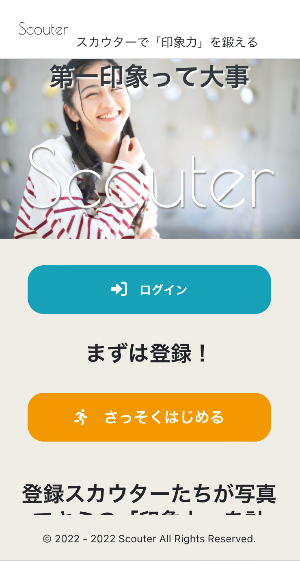 Scouter
スカウターで「印象力」を鍛える
第一印象って大事
Scouter
ログイン
まずは登録！
さっそくはじめる
登録スカウターたちが写真
© 2022 - 2022 Scouter All Rights Reserved.